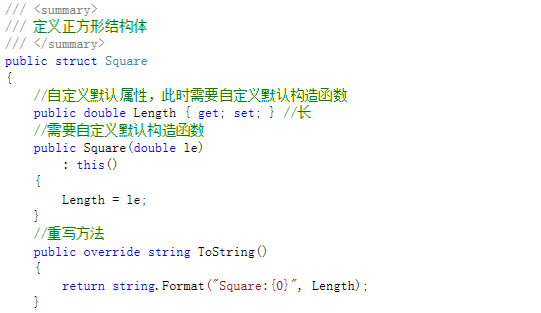 /// <summary>
/// 定义正方形结构体
/// </summary>
public struct Square
{
    //自定义默认属性，此时需要自定义默认构造函数
    public double Length { get; set; } //长
    //需要自定义默认构造函数
    public Square(double le)
        : this()
    {
        Length = le;
    }
    //重写方法
    public override string ToString()
    {
        return string.Format("Square:{0}", Length);
    }